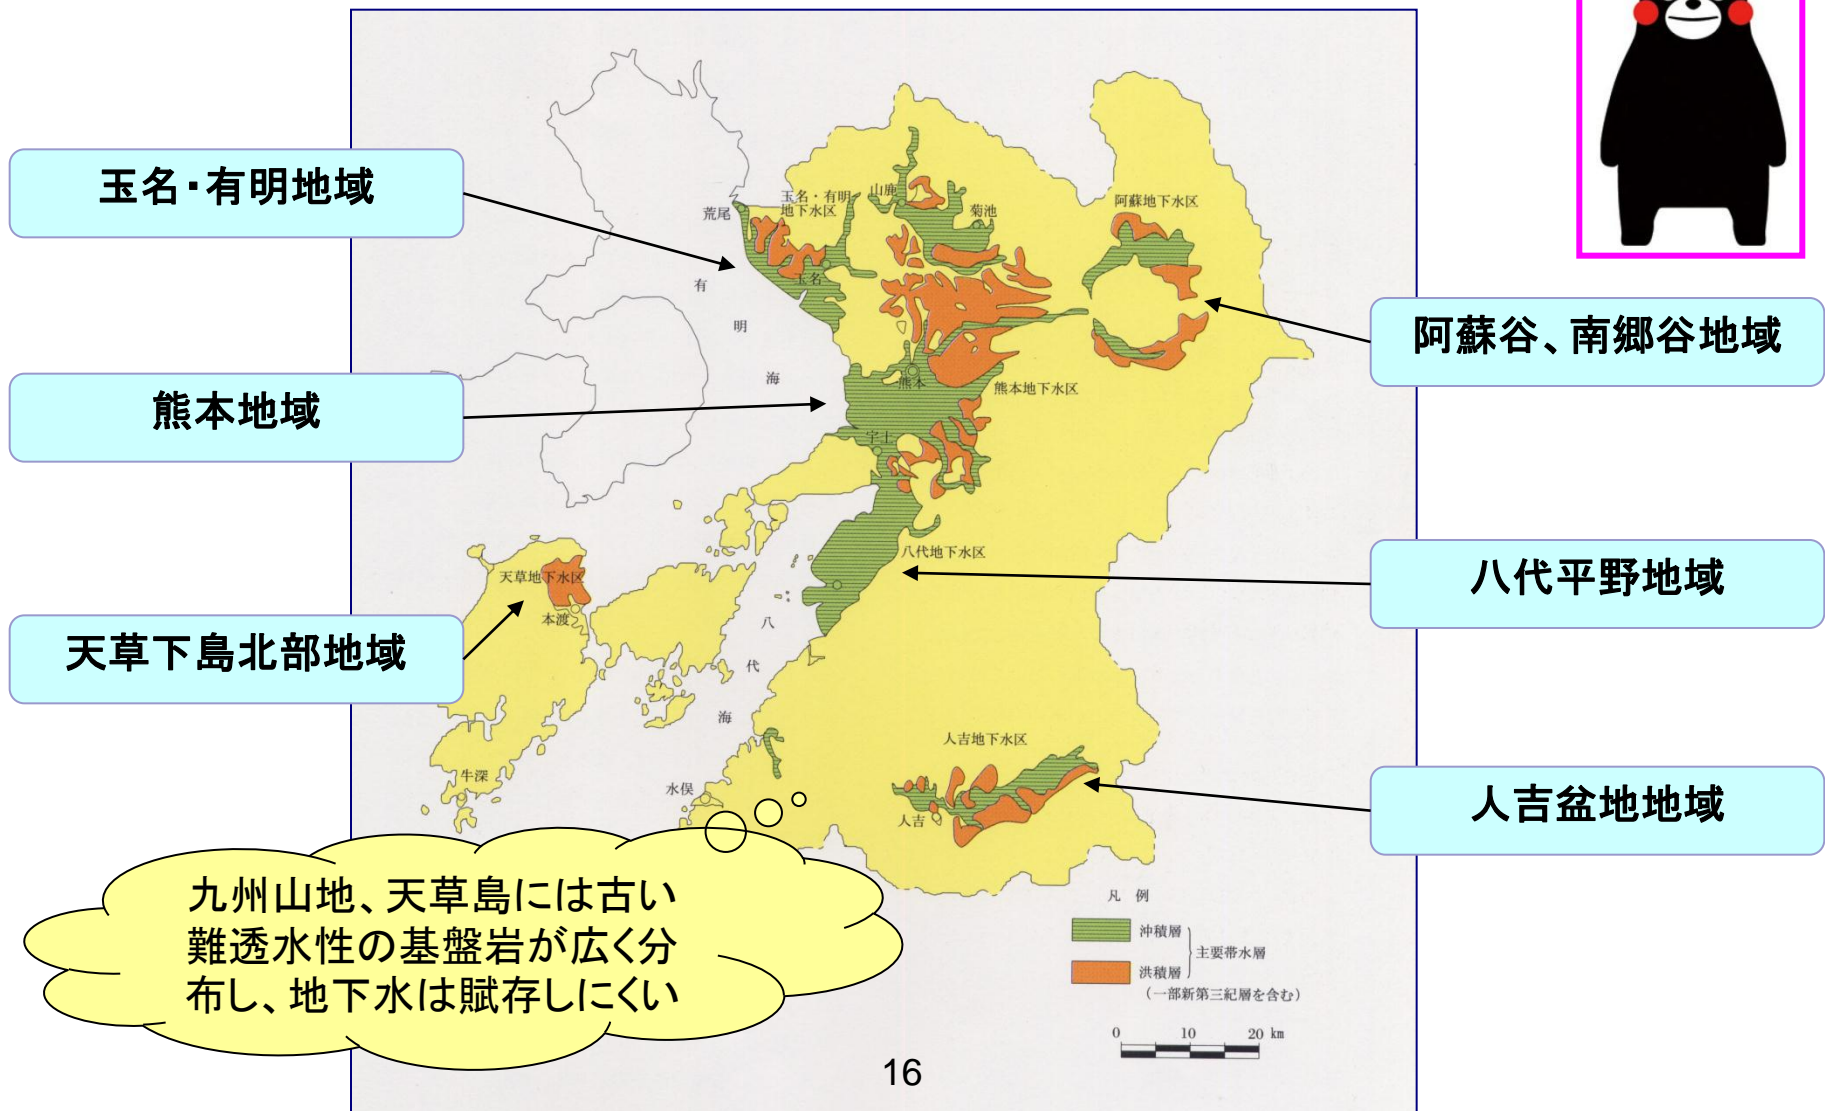 玉名・有明地域
熊本地域
天草下島北部地域
阿蘇谷、南郷谷地域
八代平野地域
人吉盆地地域
荒尾
玉名・有明
地下水区
山鹿
菊池
阿蘇地下水区
玉名
有
明
海
熊本
熊本地下水区
宇土
八代地下水区
天草地下水区
本渡
八
代
海
牛深
水俣
人吉地下水区
人吉
九州山地、天草島には古い
難透水性の基盤岩が広く分
布し、地下水は賦存しにくい
凡 例
沖積層
主要帯水層
洪積層
(一部新第三紀層を含む)
0 10 20 km
16